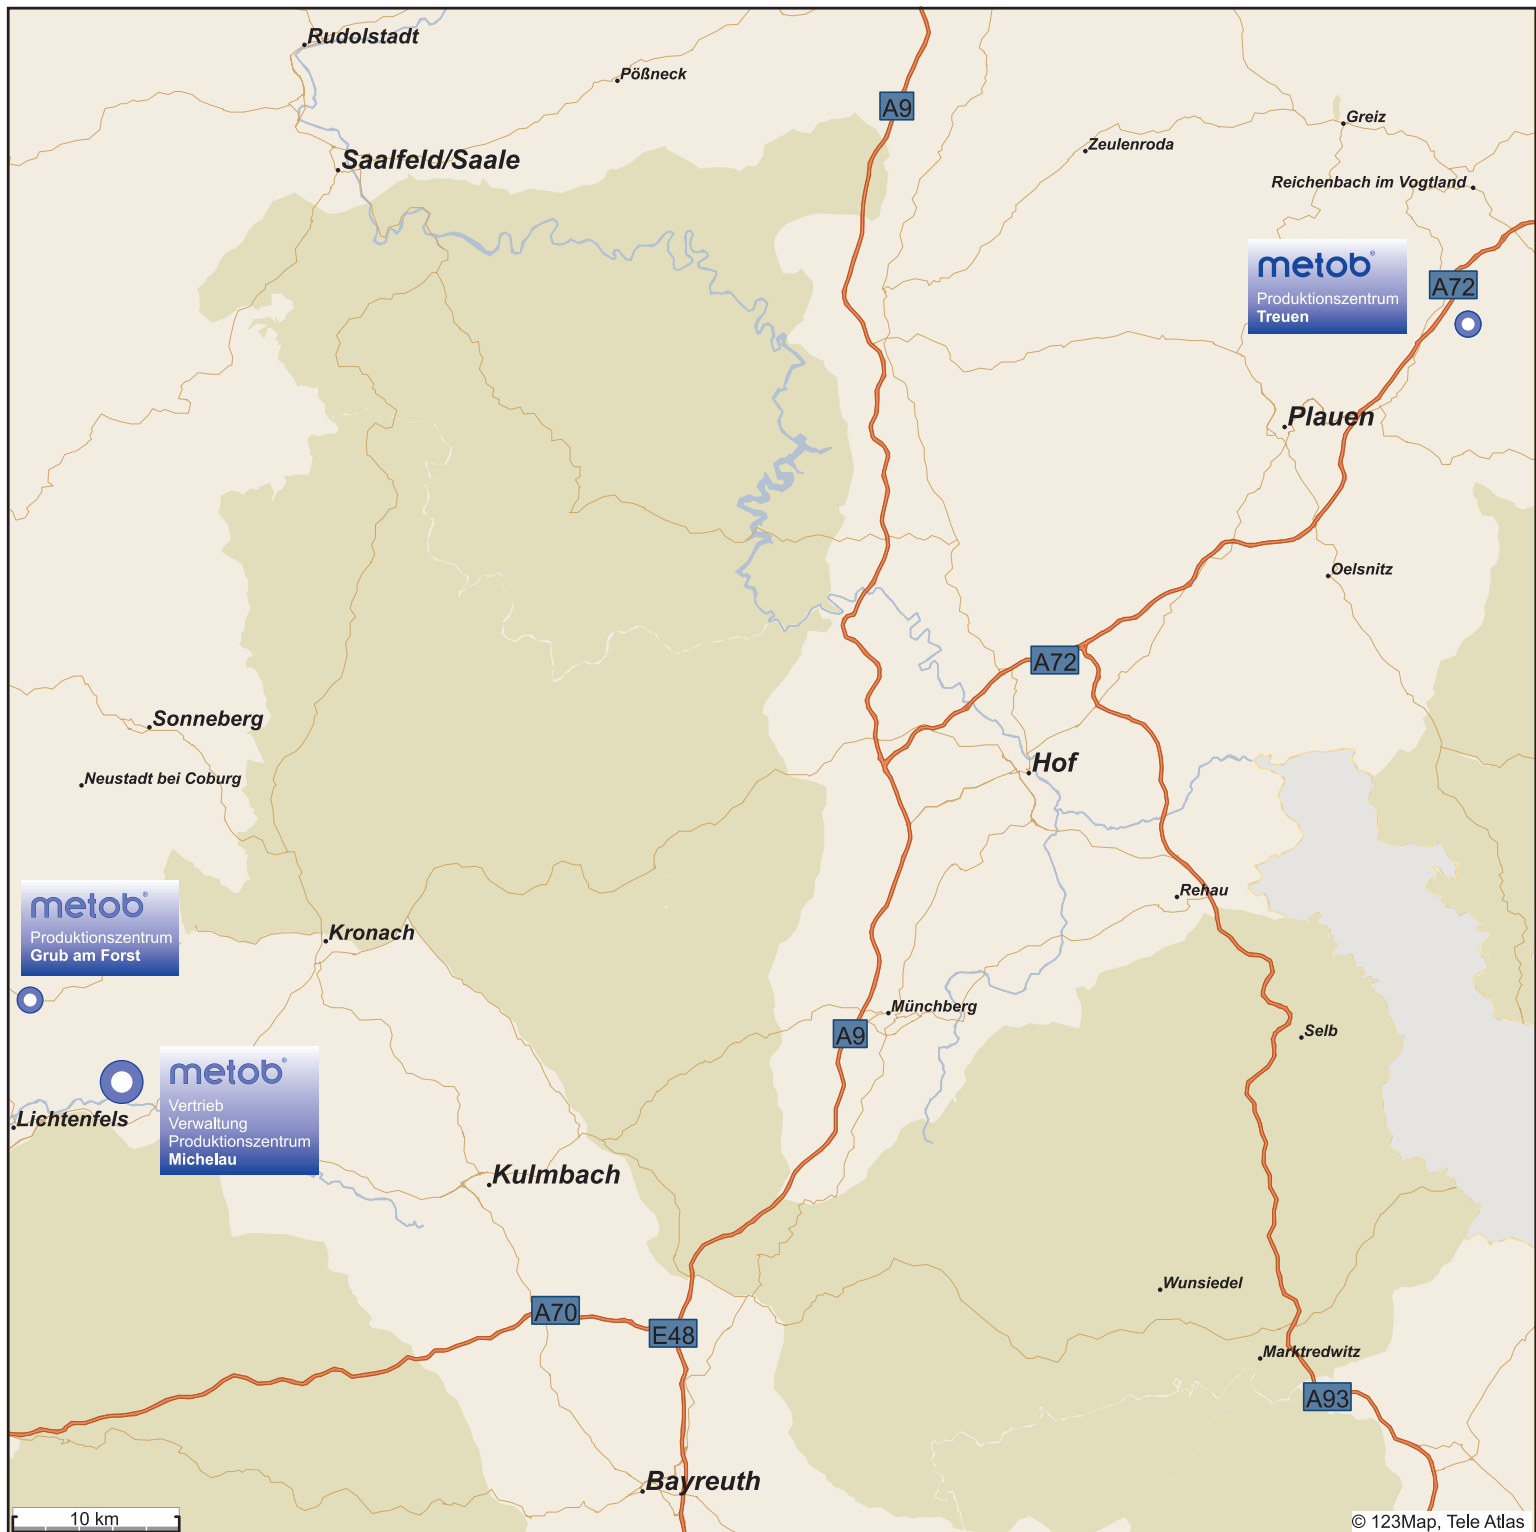 Rudolstadt
Pößneck
A9
Greiz
Zeulenroda
Saalfeld/Saale
Reichenbach im Vogtland
metob®
Produktionszentrum
Treuen
A72
Plauen
Oelsnitz
A72
Sonneberg
Hof
Neustadt bei Coburg
Rehau
metob®
Produktionszentrum
Grub am Forst
Kronach
Münchberg
A9
Selb
metob®
Vertrieb
Verwaltung
Produktionszentrum
Michelau
Lichtenfels
Kulmbach
Wunsiedel
A70
E48
Marktredwitz
A93
Bayreuth
10 km
© 123Map, Tele Atlas